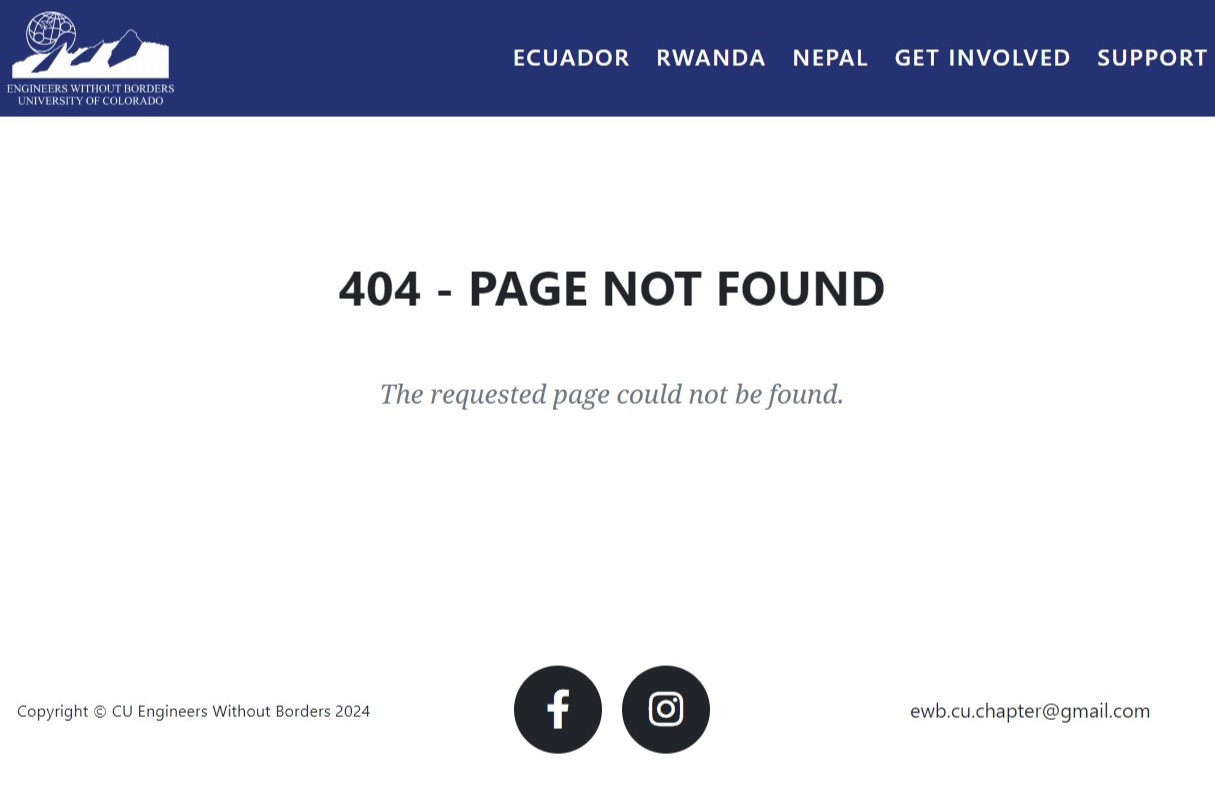 ENGINEERS WITHOUT BORDERS
UNIVERSITY OF COLORADO
ECUADOR RWANDA NEPAL GET INVOLVED SUPPORT
404 - PAGE NOT FOUND
The requested page could not be found.
Copyright © CU Engineers Without Borders 2024
ewb.cu.chapter@gmail.com